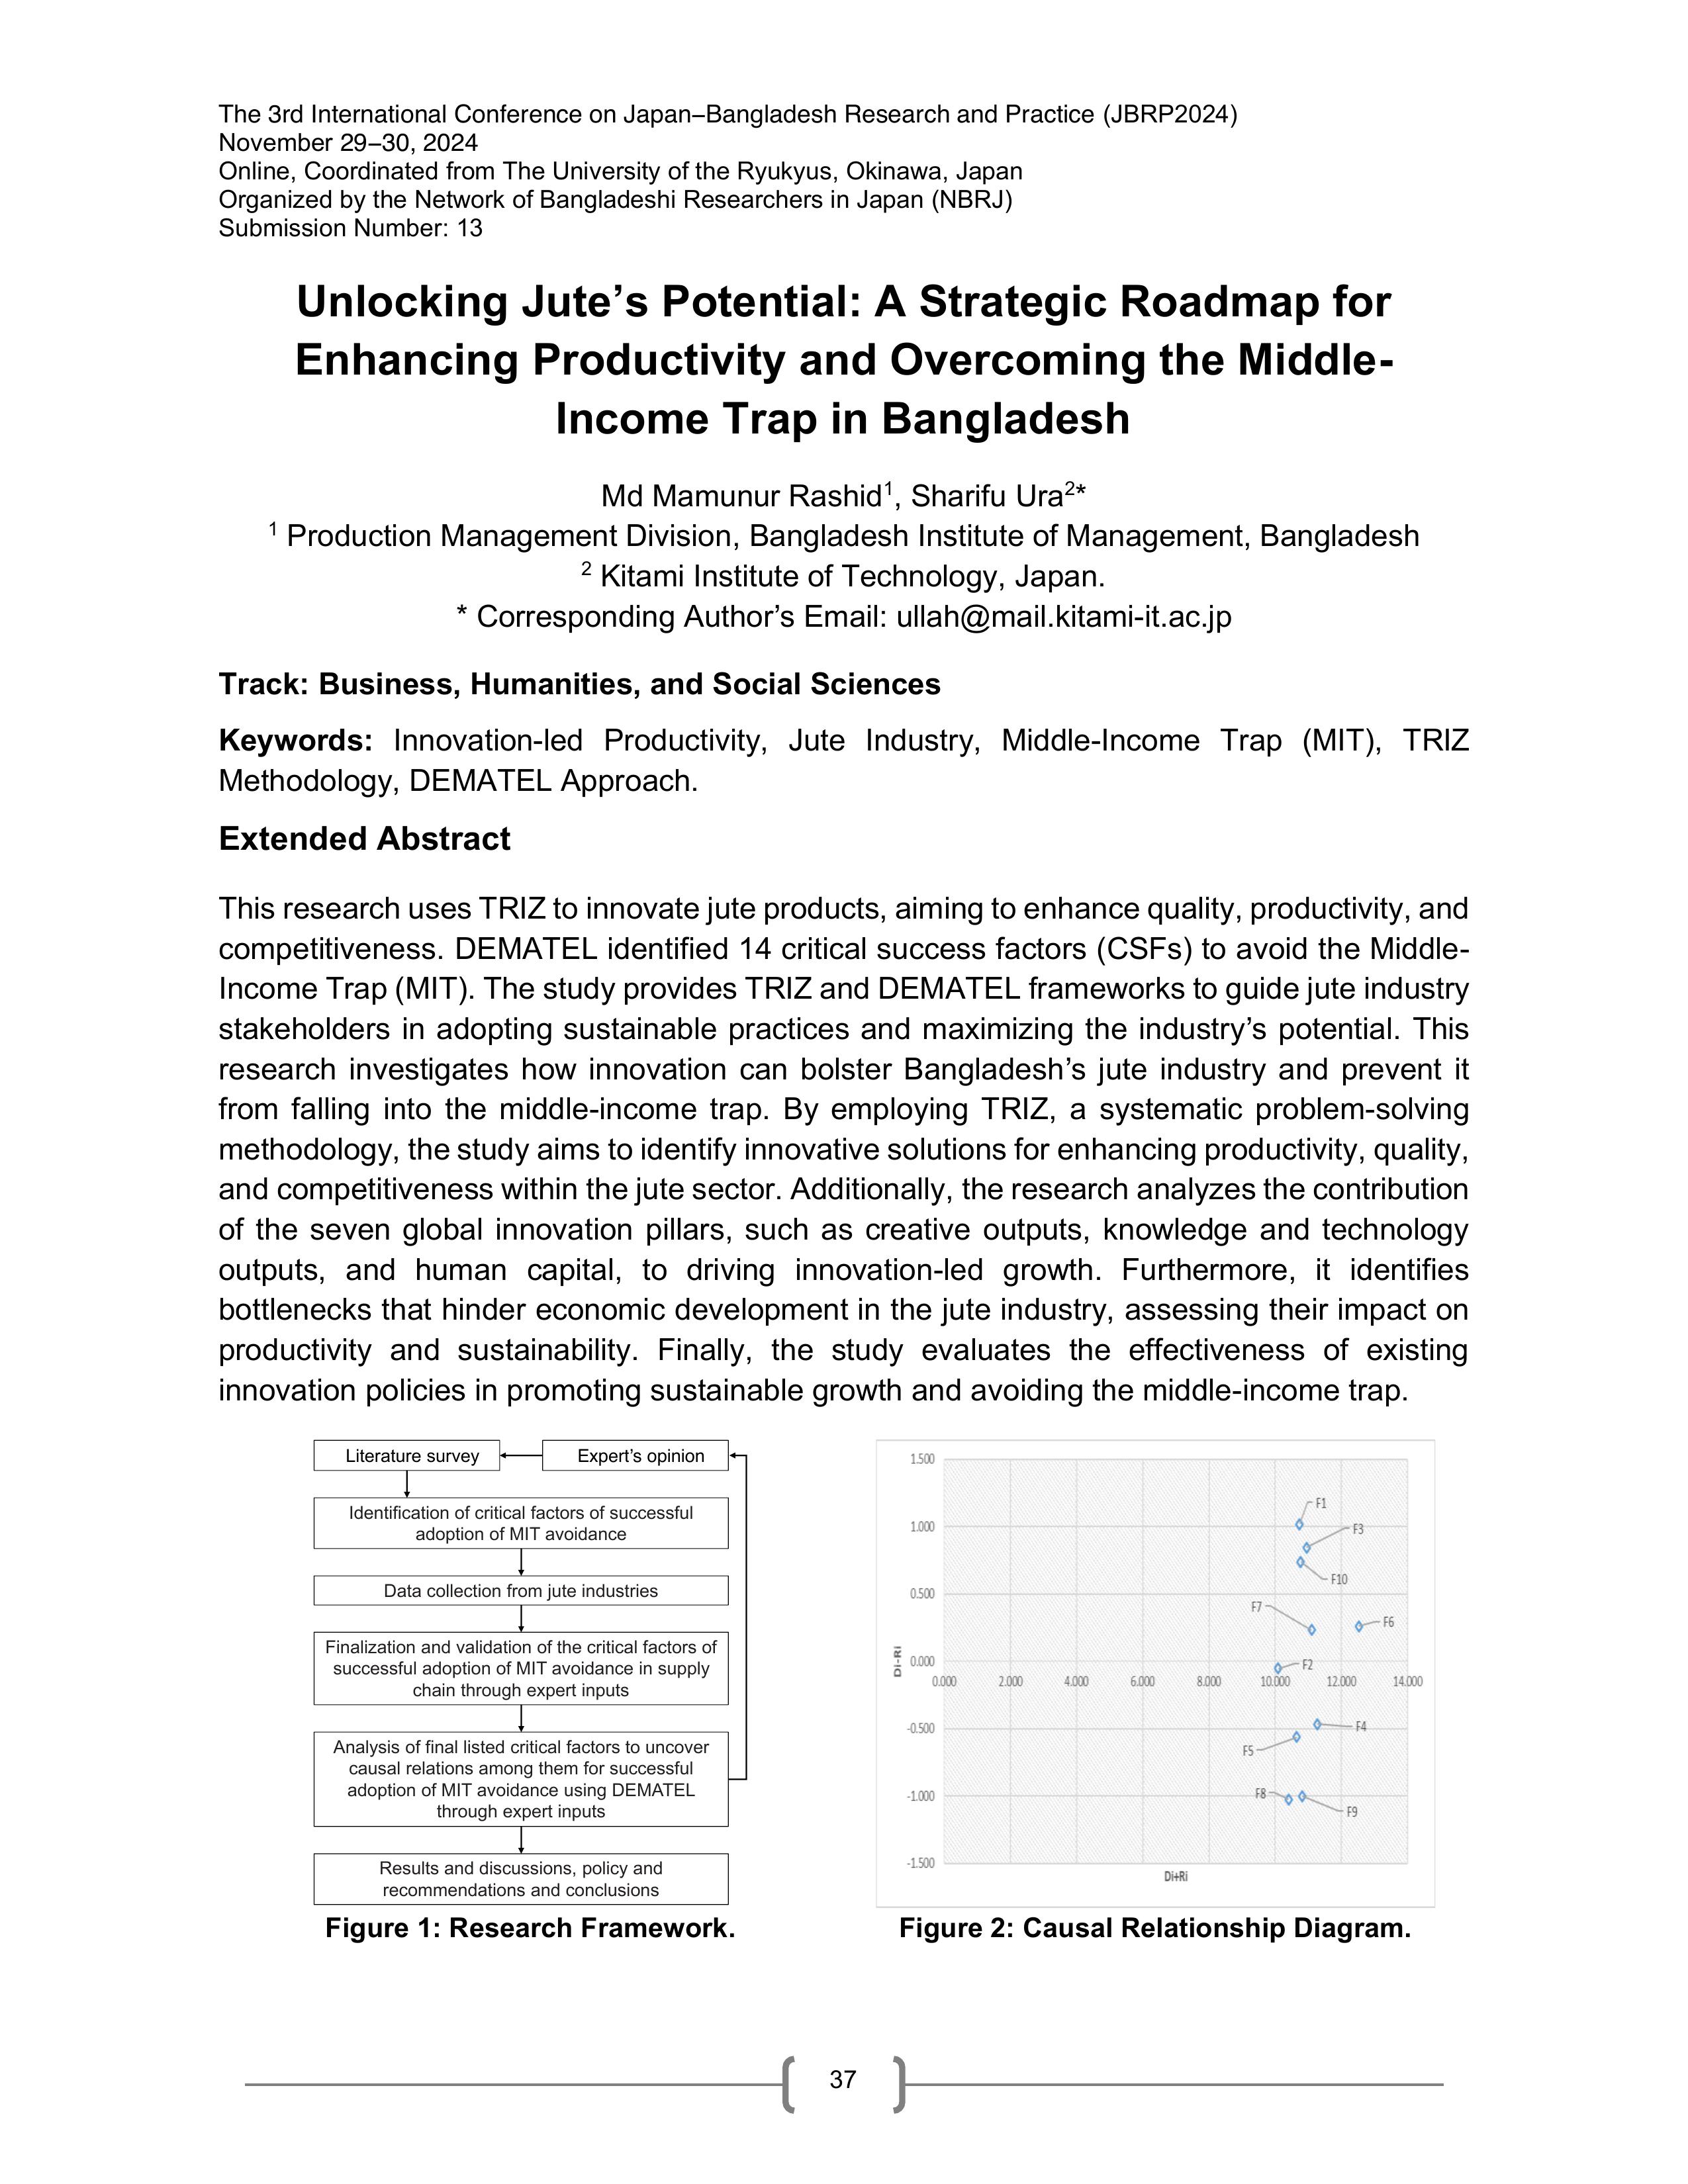 The 3rd International Conference on Japan–Bangladesh Research and Practice (JBRP2024)
November 29–30, 2024
Online, Coordinated from The University of the Ryukyus, Okinawa, Japan
Organized by the Network of Bangladeshi Researchers in Japan (NBRJ)
Submission Number: 13
Unlocking Jute’s Potential: A Strategic Roadmap for
Enhancing Productivity and Overcoming the Middle-
Income Trap in Bangladesh
Md Mamunur Rashid1, Sharifu Ura2*
1 Production Management Division, Bangladesh Institute of Management, Bangladesh
2 Kitami Institute of Technology, Japan.
* Corresponding Author’s Email: ullah@mail.kitami-it.ac.jp
Track: Business, Humanities, and Social Sciences
Keywords: Innovation-led Productivity, Jute Industry, Middle-Income Trap (MIT), TRIZ
Methodology, DEMATEL Approach.
Extended Abstract
This research uses TRIZ to innovate jute products, aiming to enhance quality, productivity, and
competitiveness. DEMATEL identified 14 critical success factors (CSFs) to avoid the Middle-
Income Trap (MIT). The study provides TRIZ and DEMATEL frameworks to guide jute industry
stakeholders in adopting sustainable practices and maximizing the industry’s potential. This
research investigates how innovation can bolster Bangladesh’s jute industry and prevent it
from falling into the middle-income trap. By employing TRIZ, a systematic problem-solving
methodology, the study aims to identify innovative solutions for enhancing productivity, quality,
and competitiveness within the jute sector. Additionally, the research analyzes the contribution
of the seven global innovation pillars, such as creative outputs, knowledge and technology
outputs, and human capital, to driving innovation-led growth. Furthermore, it identifies
bottlenecks that hinder economic development in the jute industry, assessing their impact on
productivity and sustainability. Finally, the study evaluates the effectiveness of existing
innovation policies in promoting sustainable growth and avoiding the middle-income trap.
Literature survey
Expert’s opinion
Identification of critical factors of successful
adoption of MIT avoidance
Data collection from jute industries
Finalization and validation of the critical factors of
successful adoption of MIT avoidance in supply
chain through expert inputs
Analysis of final listed critical factors to uncover
causal relations among them for successful
adoption of MIT avoidance using DEMATEL
through expert inputs
Results and discussions, policy and
recommendations and conclusions
Figure 1: Research Framework.
1.500
F1
1.000
F3
F10
0.500
F7
F6
Di-Ri
0.000
F2
0.000 2.000 4.000 6.000 8.000 10.000 12.000 14.000
-0.500
F4
F5
-1.000
F8
F9
-1.500
Di+Ri
Figure 2: Causal Relationship Diagram.
37